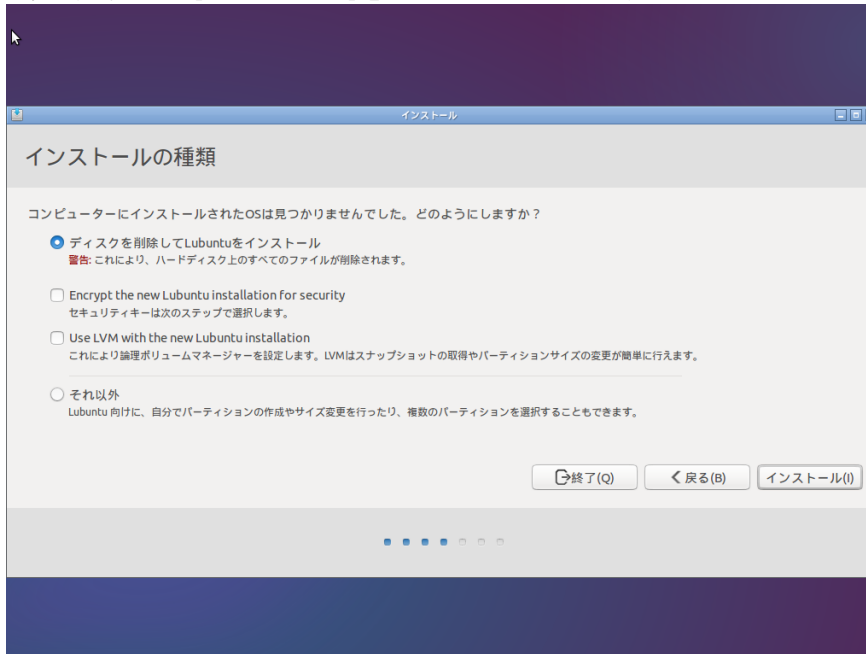 インストール
インストールの種類
コンピューターにインストールされたOSは見つかりませんでした。どのようにしますか？
ディスクを削除してLubuntuをインストール
警告: これにより、ハードディスク上のすべてのファイルが削除されます。
Encrypt the new Lubuntu installation for security
セキュリティキーは次のステップで選択します。
Use LVM with the new Lubuntu installation
これにより論理ボリュームマネージャーを設定します。LVMはスナップショットの取得やパーティションサイズの変更が簡単に行えます。
それ以外
Lubuntu 向けに、自分でパーティションの作成やサイズ変更を行ったり、複数のパーティションを選択することもできます。
終了(Q) 戻る(B) インストール(I)